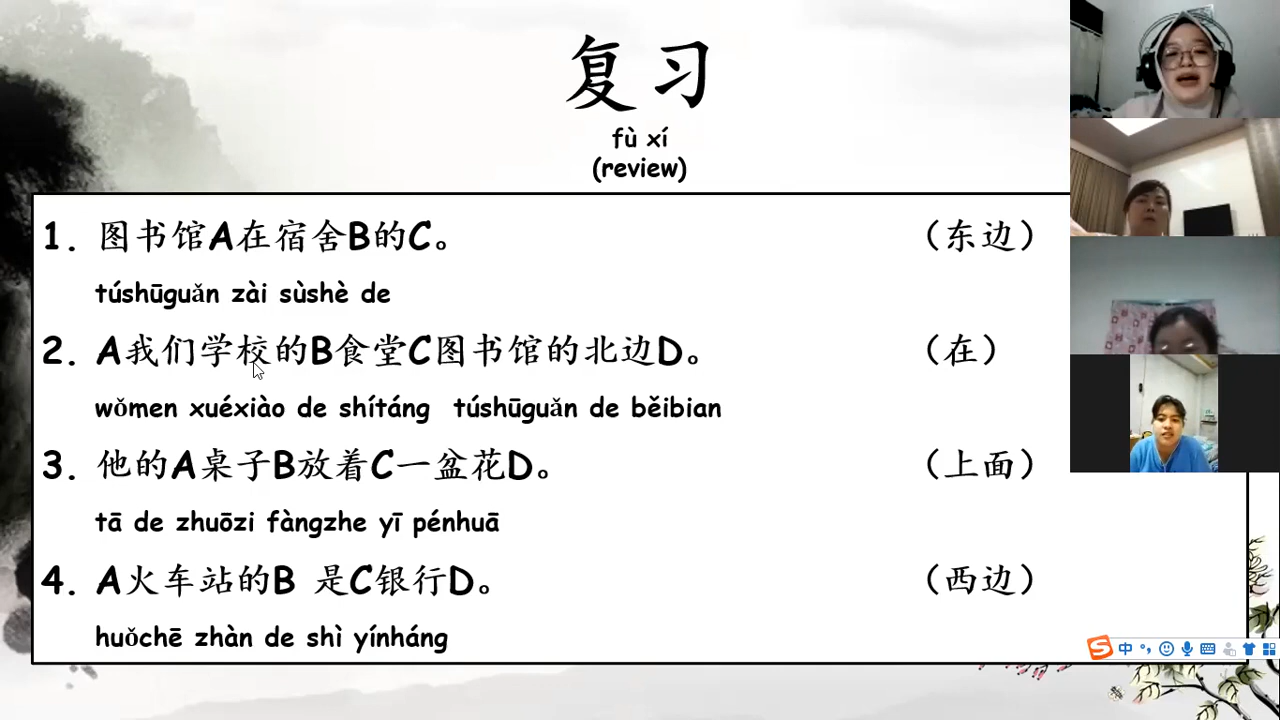 复习
fù xí
(review)
1. 图书馆A在宿舍B的C。 （东边）
túshūguǎn zài sùshè de
2. A我们学校的B食堂C图书馆的北边D。 （在）
wǒmen xuéxiào de shítáng túshūguǎn de běibian
3. 他的A桌子B放着C一盆花D。 （上面）
tā de zhuōzi fàngzhe yī pénhuā
4. A火车站的B 是C银行D。 （西边）
huǒchē zhàn de shì yínháng
S 中